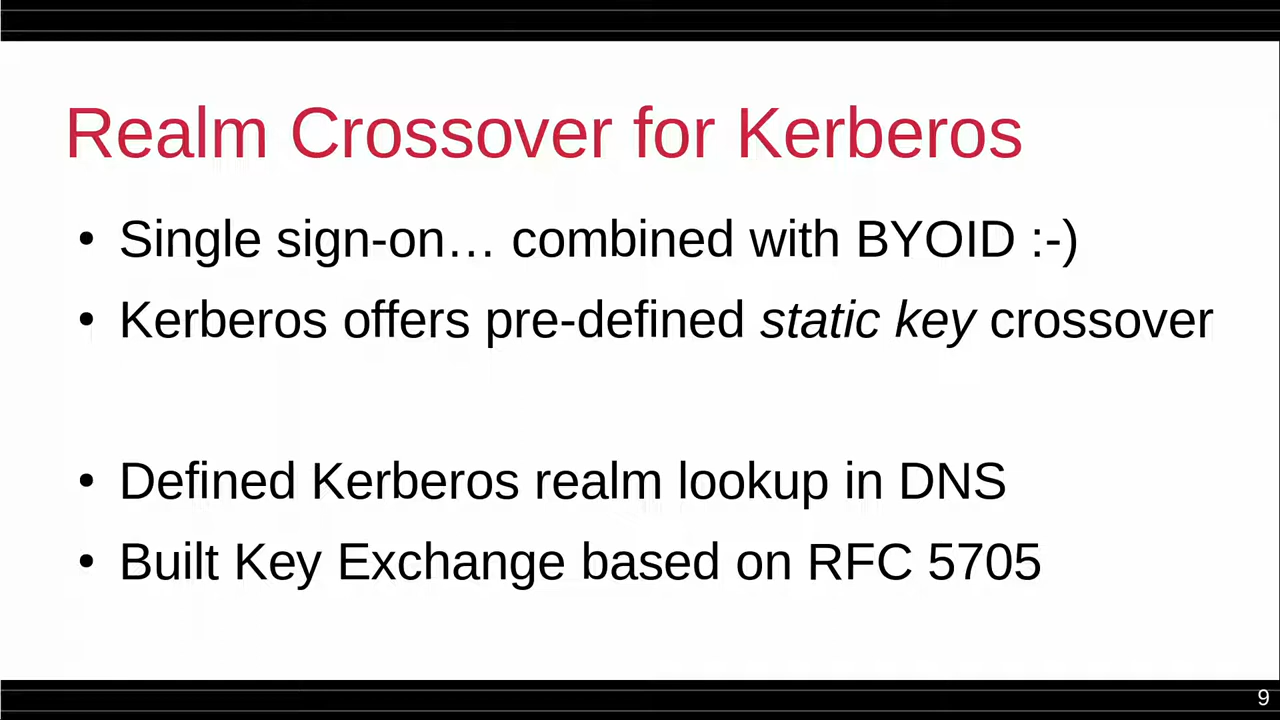 Realm Crossover for Kerberos
• Single sign-on… combined with BYOID :-)
• Kerberos offers pre-defined static key crossover
• Defined Kerberos realm lookup in DNS
• Built Key Exchange based on RFC 5705
9